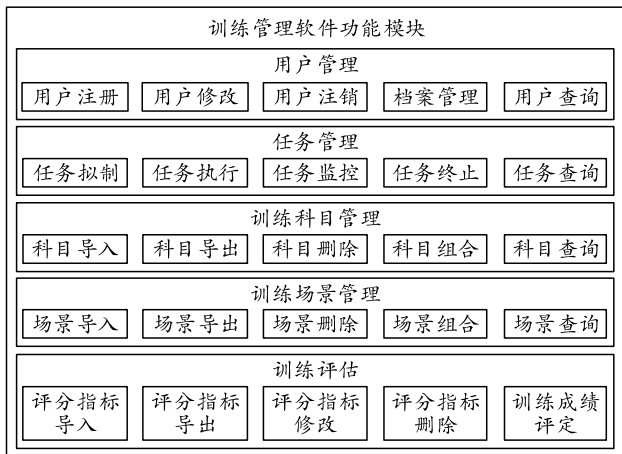 训练管理软件功能模块
用户管理
用户注册 用户修改 用户注销 档案管理 用户查询
任务管理
任务拟制 任务执行 任务监控 任务终止 任务查询
训练科目管理
科目导入 科目导出 科目删除 科目组合 科目查询
训练场景管理
场景导入 场景导出 场景删除 场景组合 场景查询
训练评估
评分指标 评分指标 评分指标 评分指标 训练成绩
导入 导出 修改 删除 评定